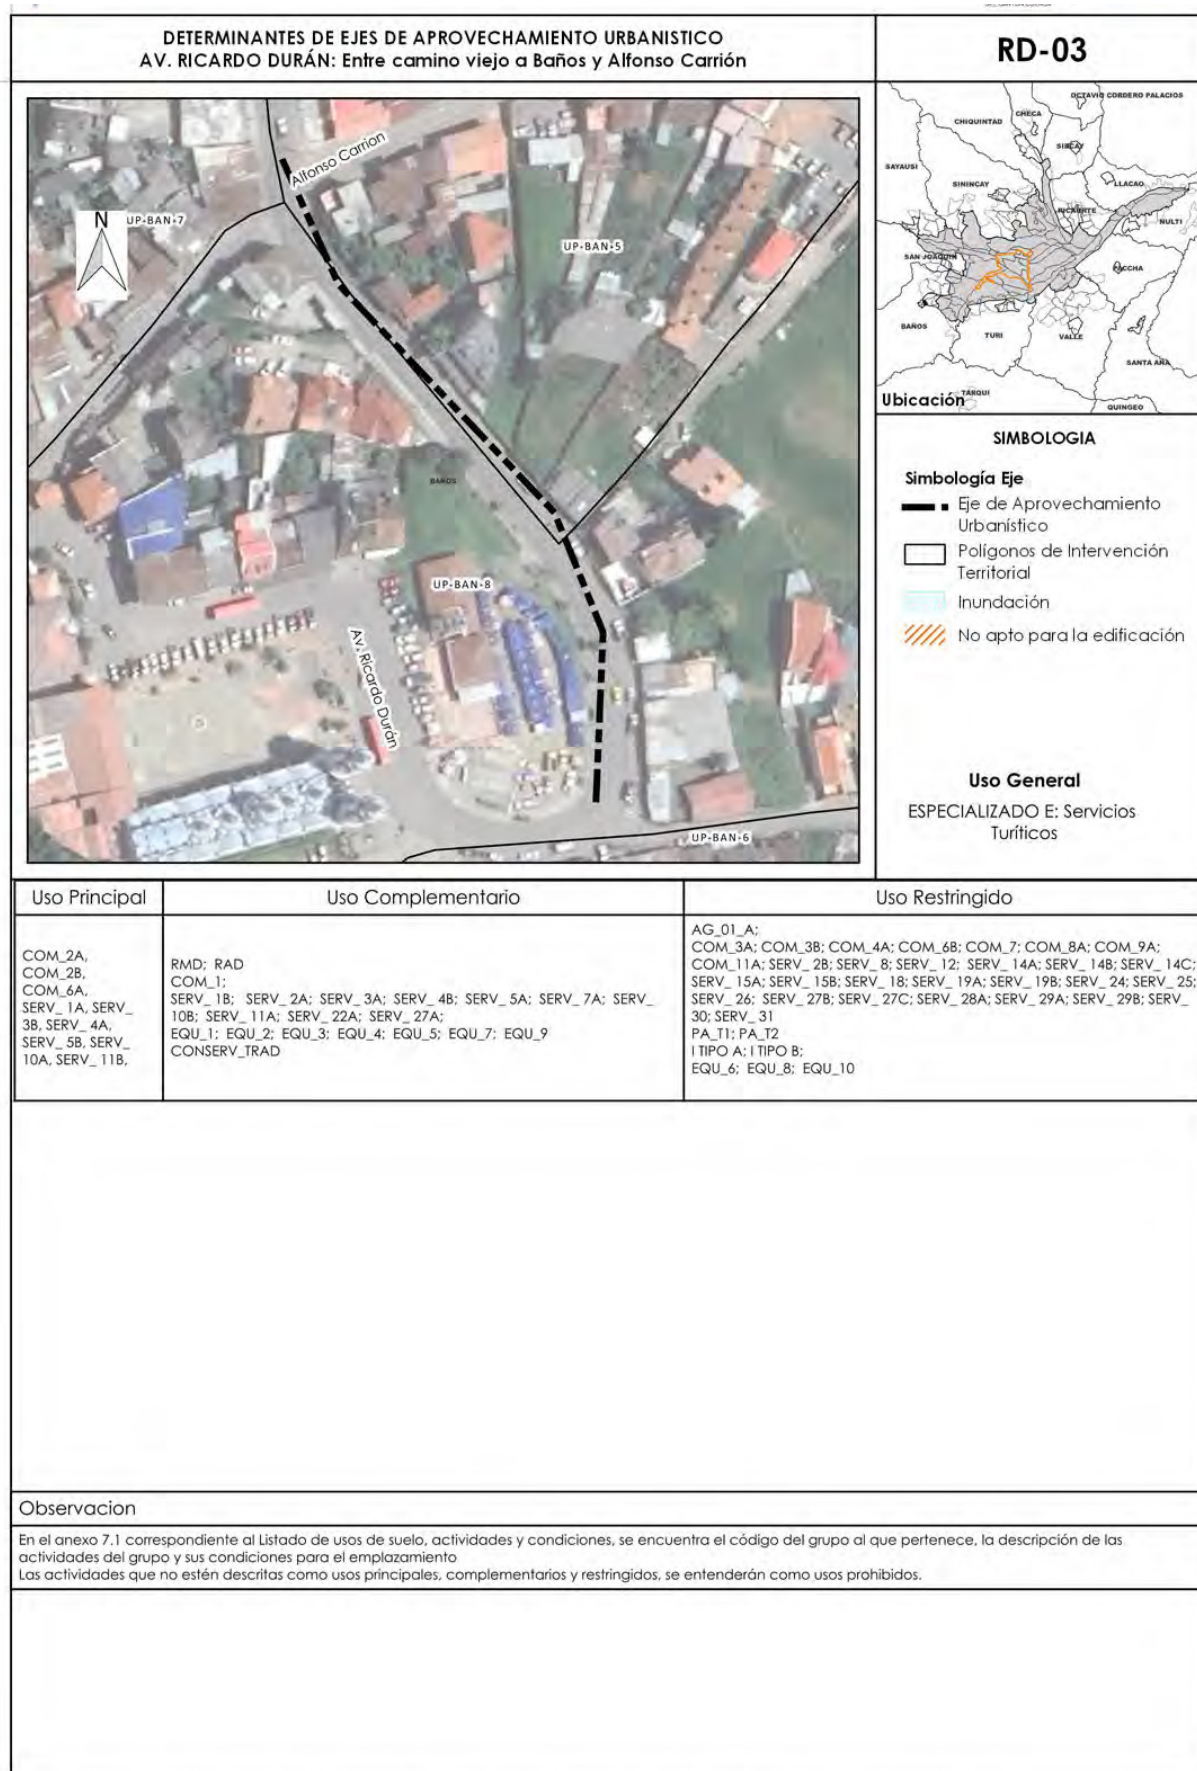 DETERMINANTES DE EJES DE APROVECHAMIENTO URBANISTICO
AV. RICARDO DURÁN: Entre camino viejo a Baños y Alfonso Carrión
RD-03
Alfonso Carrion
N
UP-BAN-7
UP-BAN-5
BAÑOS
UP-BAN-8
Av. Ricardo Durán
UP-BAN-6
OCTAVIO CORDERO PALACIOS
CHECA
CHIQUINTAD
SIDCAY
SAYAUSI
SININCAY
LLACAO
RICAURTE
NULTI
SAN JOAQUIN
PACCHA
BAÑOS
TURI
VALLE
SANTA ANA
TARQUI
QUINGEO
Ubicación
SIMBOLOGIA
Simbología Eje
Eje de Aprovechamiento
Urbanístico
Polígonos de Intervención
Territorial
Inundación
No apto para la edificación
Uso General
ESPECIALIZADO E: Servicios
Turíticos
Uso Principal
Uso Complementario
Uso Restringido
COM_2A,
COM_2B,
COM_6A,
SERV_ 1A, SERV_
3B, SERV_ 4A,
SERV_ 5B, SERV_
10A, SERV_ 11B,
RMD; RAD
COM_1;
SERV_ 1B; SERV_ 2A; SERV_ 3A; SERV_ 4B; SERV_ 5A; SERV_ 7A; SERV_
10B; SERV_ 11A; SERV_ 22A; SERV_ 27A;
EQU_1; EQU_2; EQU_3; EQU_4; EQU_5; EQU_7; EQU_9
CONSERV_TRAD
AG_01_A;
COM_3A; COM_3B; COM_4A; COM_6B; COM_7; COM_8A; COM_9A;
COM_11A; SERV_ 2B; SERV_ 8; SERV_ 12; SERV_ 14A; SERV_ 14B; SERV_ 14C;
SERV_ 15A; SERV_ 15B; SERV_ 18; SERV_ 19A; SERV_ 19B; SERV_ 24; SERV_ 25;
SERV_ 26; SERV_ 27B; SERV_ 27C; SERV_ 28A; SERV_ 29A; SERV_ 29B; SERV_
30; SERV_ 31
PA_T1; PA_T2
I TIPO A; I TIPO B;
EQU_6; EQU_8; EQU_10
Observacion
En el anexo 7.1 correspondiente al Listado de usos de suelo, actividades y condiciones, se encuentra el código del grupo al que pertenece, la descripción de las
actividades del grupo y sus condiciones para el emplazamiento
Las actividades que no estén descritas como usos principales, complementarios y restringidos, se entenderán como usos prohibidos.